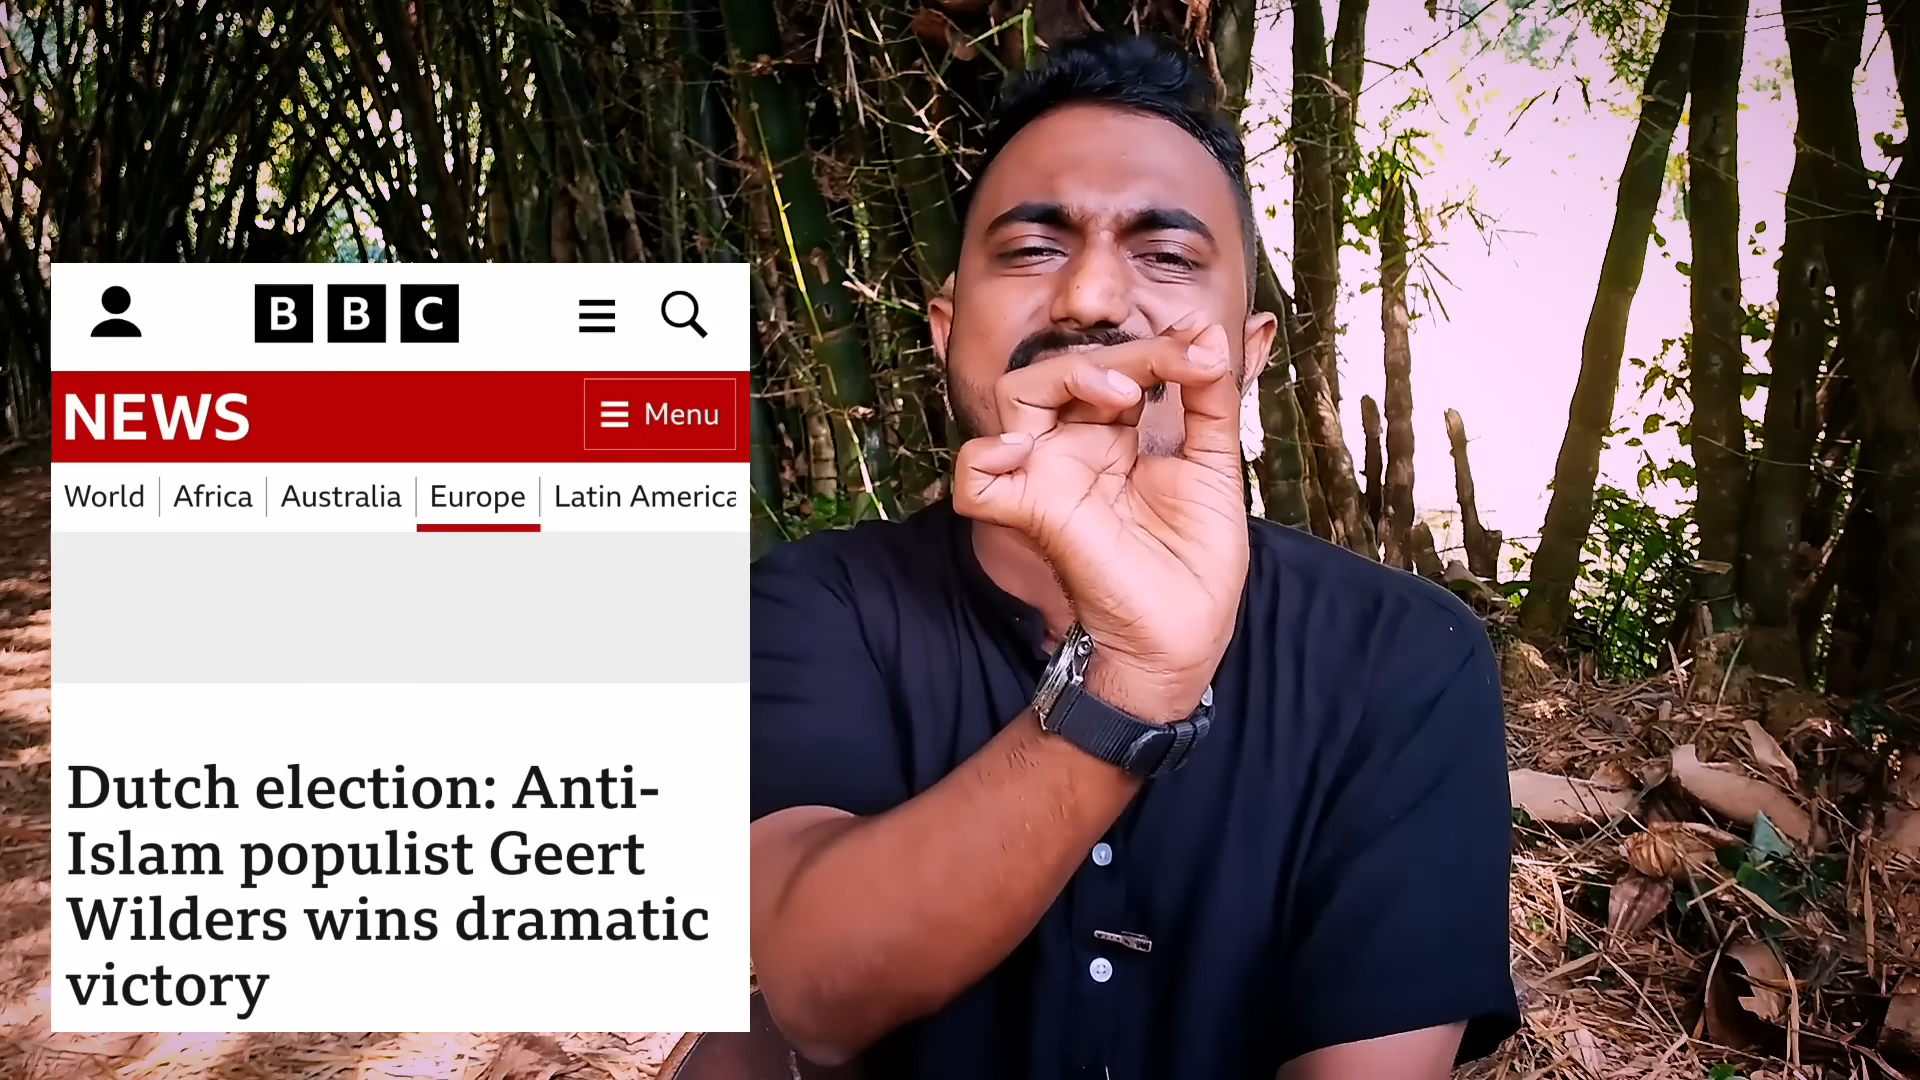 BBC
NEWS
Menu
World
Africa
Australia
Europe
Latin America
Dutch election: Anti-
Islam populist Geert
Wilders wins dramatic
victory